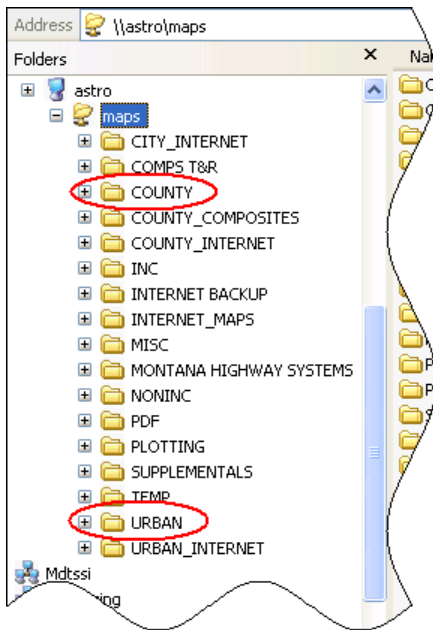 Address \\astro\maps
Folders
astro
maps
CITY_INTERNET
COMPS T&R
COUNTY
COUNTY_COMPOSITES
COUNTY_INTERNET
INC
INTERNET BACKUP
INTERNET_MAPS
MISC
MONTANA HIGHWAY SYSTEMS
NONINC
PDF
PLOTTING
SUPPLEMENTALS
TEMP
URBAN
URBAN_INTERNET
Mdtssi